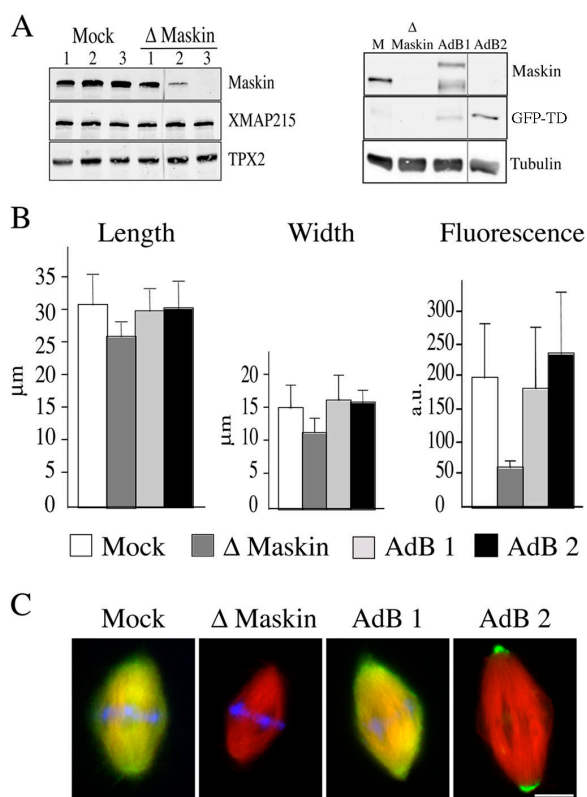 A
Mock Δ Maskin
1 2 3 1 2 3
Maskin
XMAP215
TPX2
Δ
M Maskin AdB1 AdB2
Maskin
GFP-TD
Tubulin
B
Length
35
30
25
20
15
10
5
0
μm
Width
20
15
10
5
0
μm
Fluorescence
300
250
200
150
100
50
0
a.u.
Mock Δ Maskin AdB 1 AdB 2
C
Mock Δ Maskin AdB 1 AdB 2